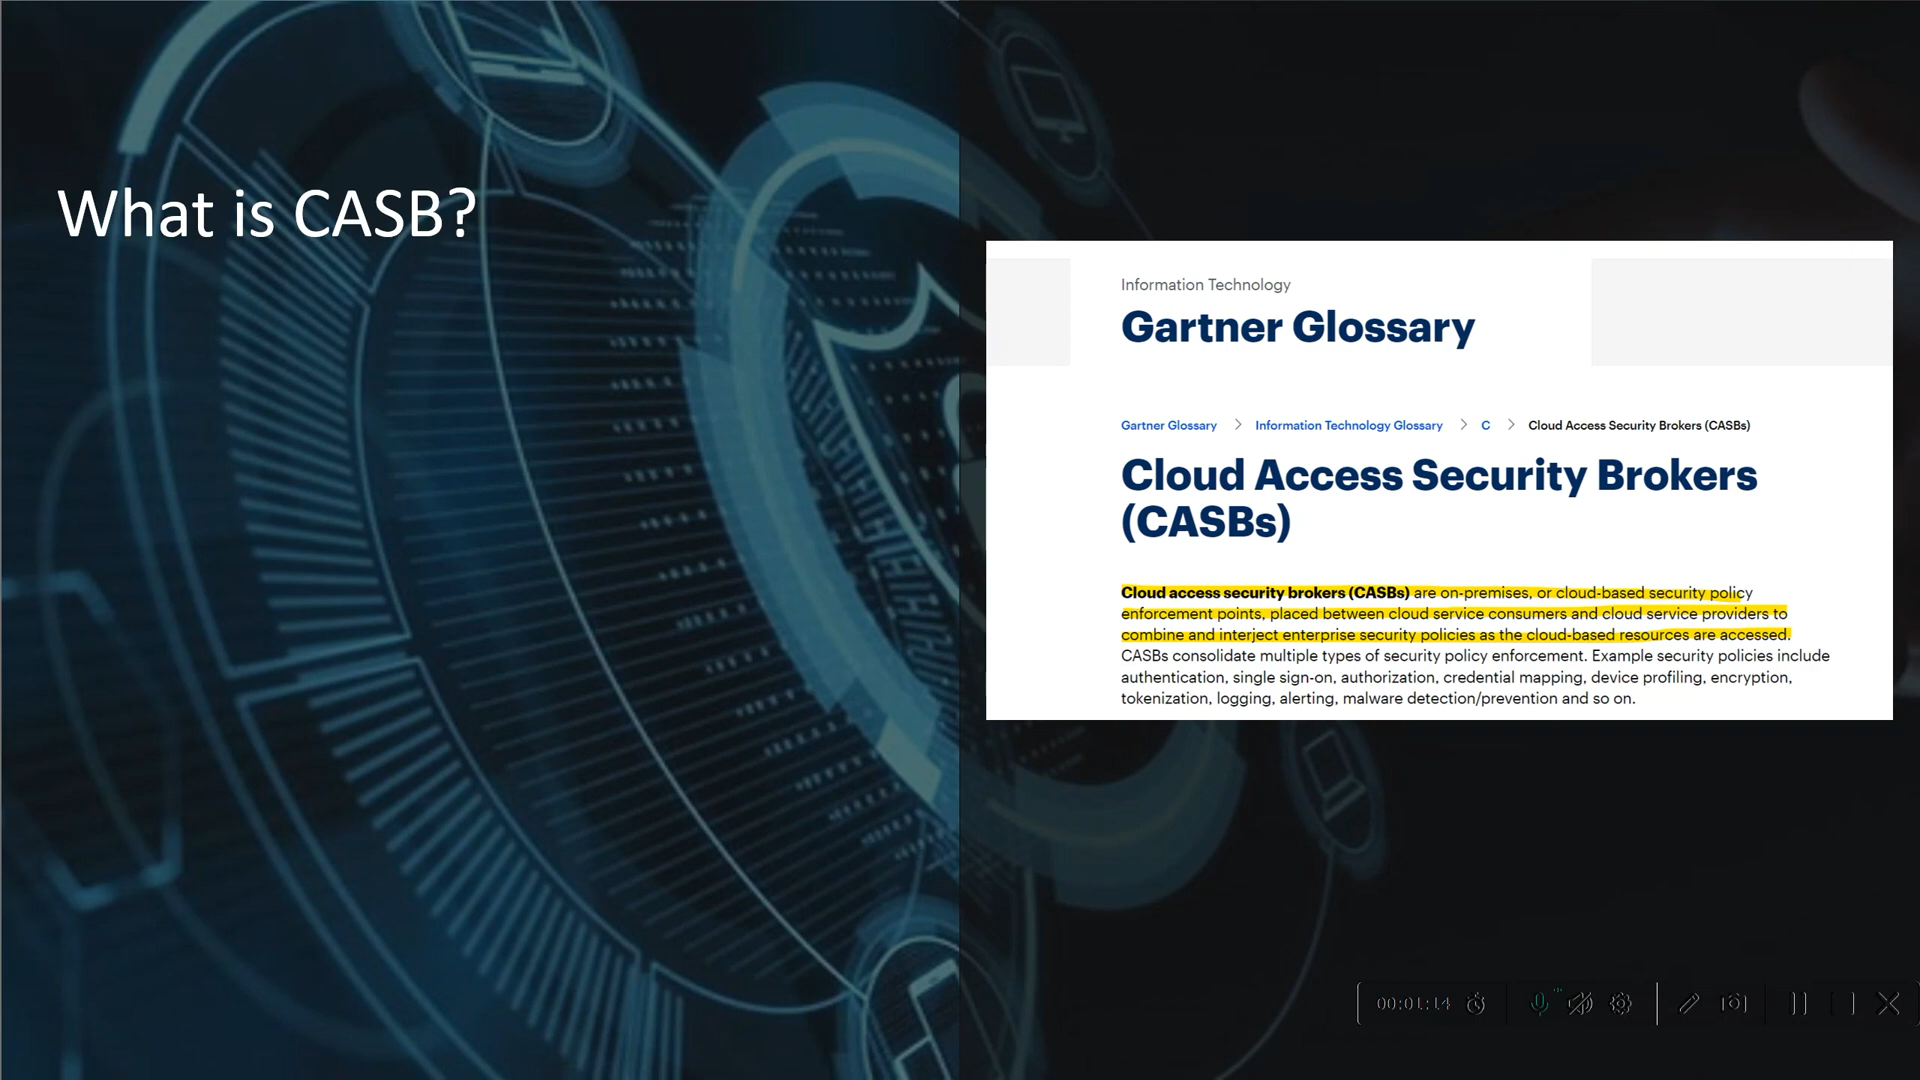 What is CASB?
Information Technology
Gartner Glossary
Gartner Glossary > Information Technology Glossary > C > Cloud Access Security Brokers (CASBs)
Cloud Access Security Brokers
(CASBs)
Cloud access security brokers (CASBs) are on-premises, or cloud-based security policy
enforcement points, placed between cloud service consumers and cloud service providers to
combine and interject enterprise security policies as the cloud-based resources are accessed.
CASBs consolidate multiple types of security policy enforcement. Example security policies include
authentication, single sign-on, authorization, credential mapping, device profiling, encryption,
tokenization, logging, alerting, malware detection/prevention and so on.
00:01:14